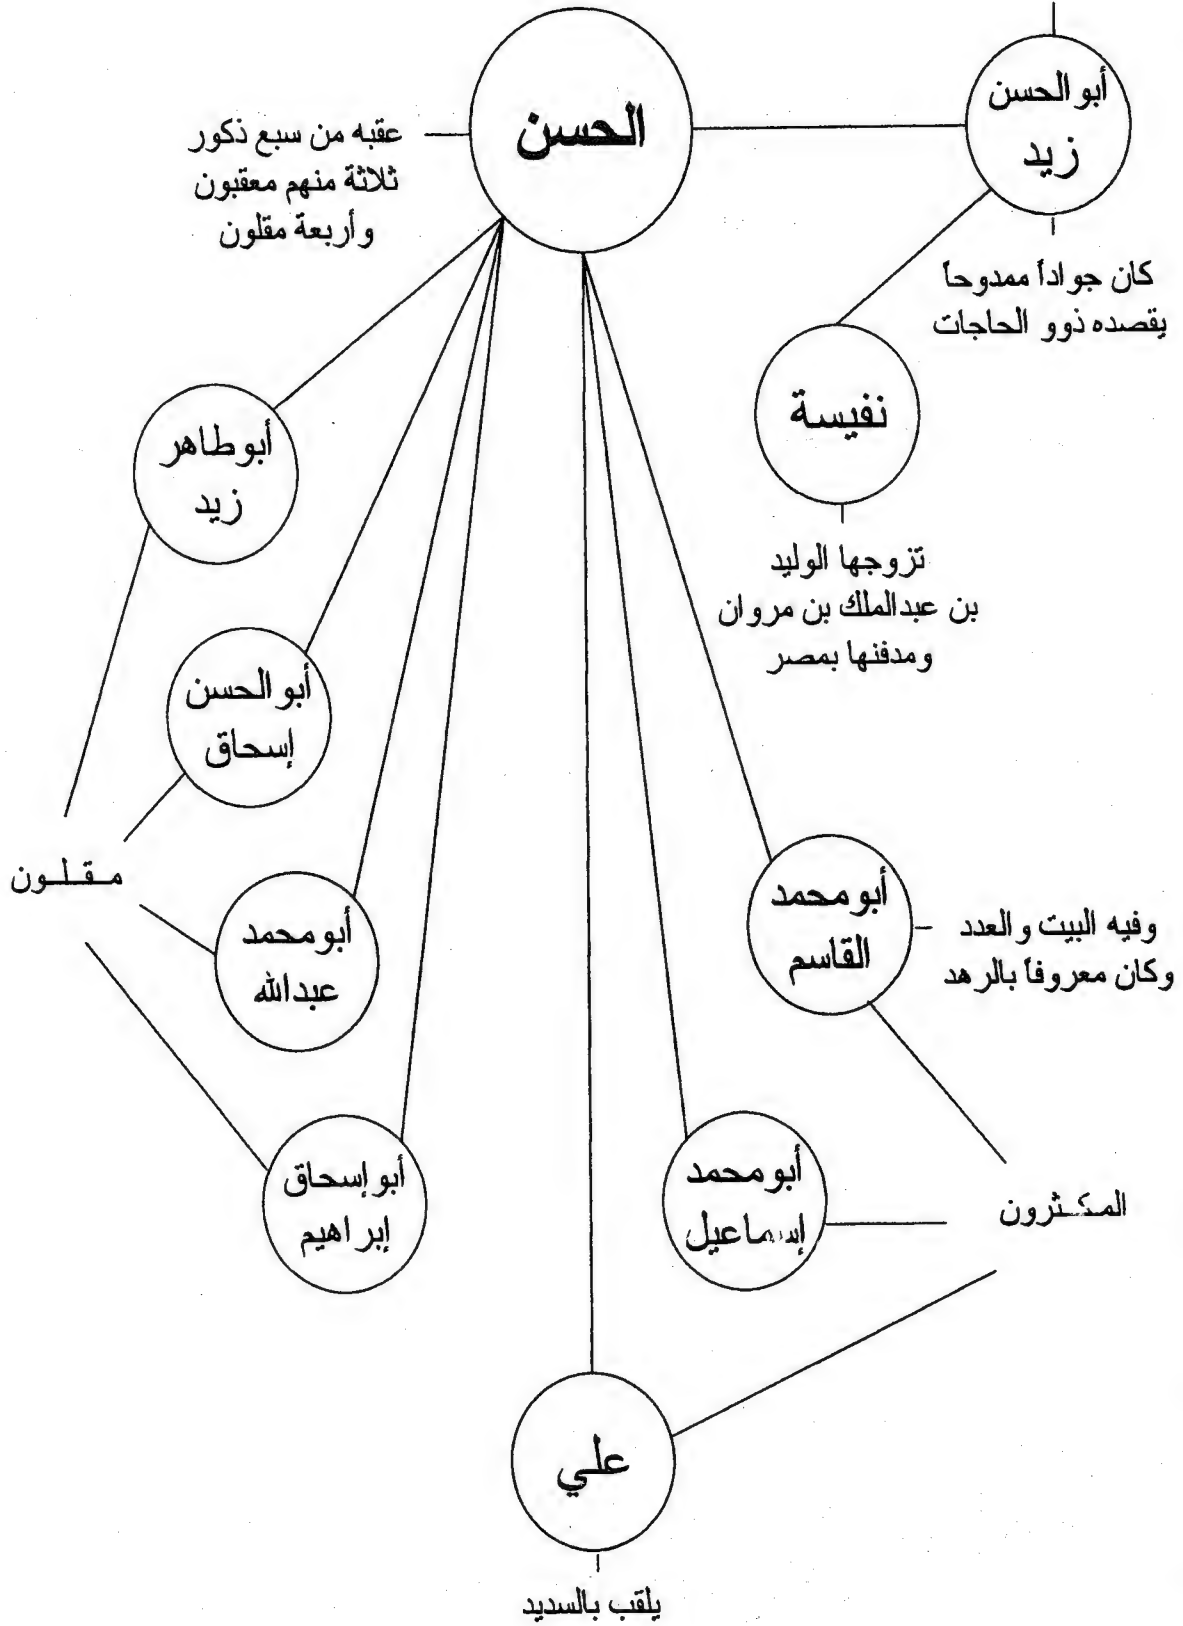 أبو الحسن
زيد
كان جواداً ممدوحاً
يقصده ذوو الحاجات
الحسن
عقبه من سبع ذكور
ثلاثة منهم معقبون
وأربعة مقلون
نفيسة
تزوجها الوليد
بن عبدالملك بن مروان
ومدفنها بمصر
أبو طاهر
زيد
أبو الحسن
إسحاق
مقلون
أبو محمد
عبدالله
أبو إسحاق
إبراهيم
أبو محمد
القاسم
وفيه البيت والعدد
وكان معروفاً بالرهد
أبو محمد
إسماعيل
المكثرون
علي
يلقب بالسديد